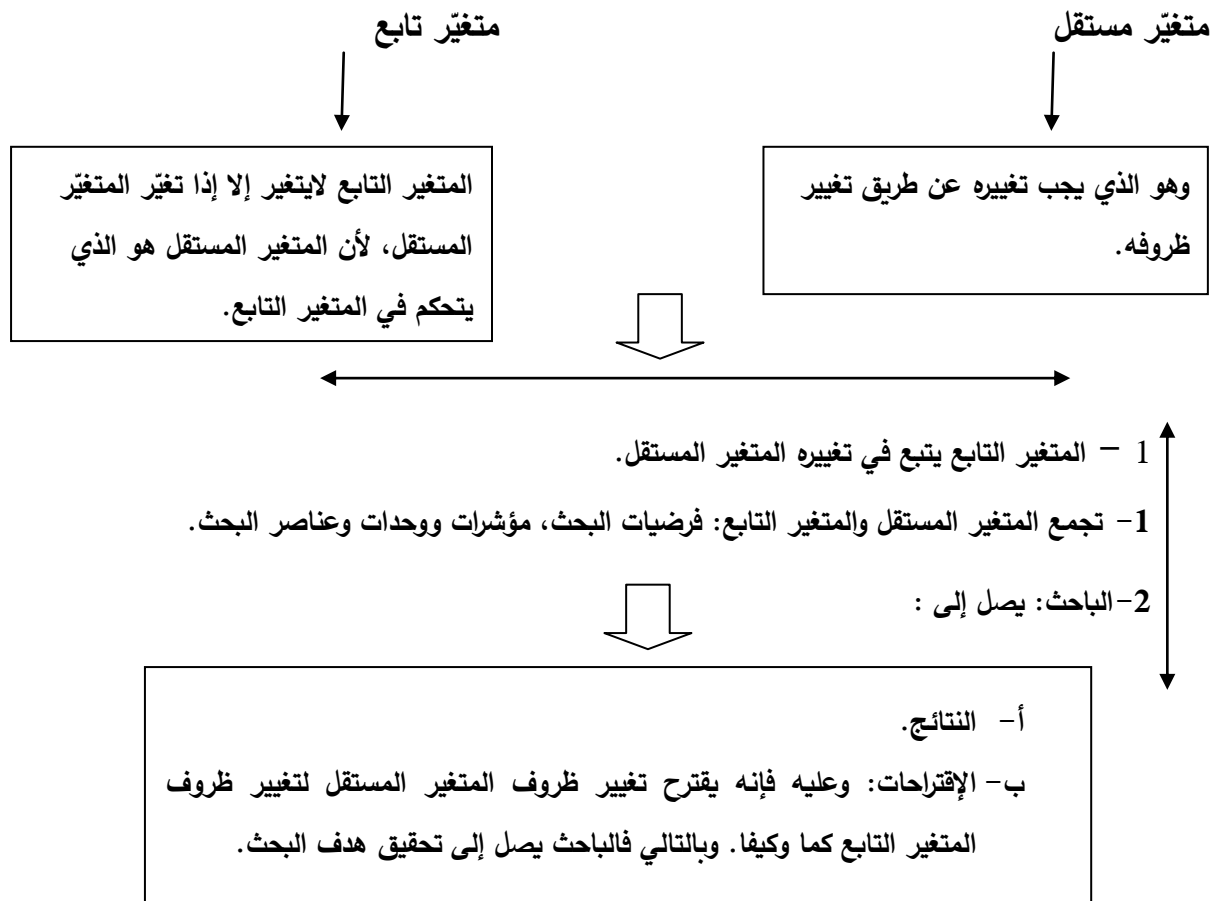 متغيّر مستقل
متغيّر تابع
وهو الذي يجب تغييره عن طريق تغيير
ظروفه.
المتغير التابع لايتغير إلا إذا تغيّر المتغيّر
المستقل، لأن المتغير المستقل هو الذي
يتحكم في المتغير التابع.
1 – المتغير التابع يتبع في تغييره المتغير المستقل.
1- تجمع المتغير المستقل والمتغير التابع: فرضيات البحث، مؤشرات ووحدات وعناصر البحث.
2-الباحث: يصل إلى :
أ- النتائج.
ب- الإقتراحات: وعليه فإنه يقترح تغيير ظروف المتغير المستقل لتغيير ظروف
المتغير التابع كما وكيفا. وبالتالي فالباحث يصل إلى تحقيق هدف البحث.